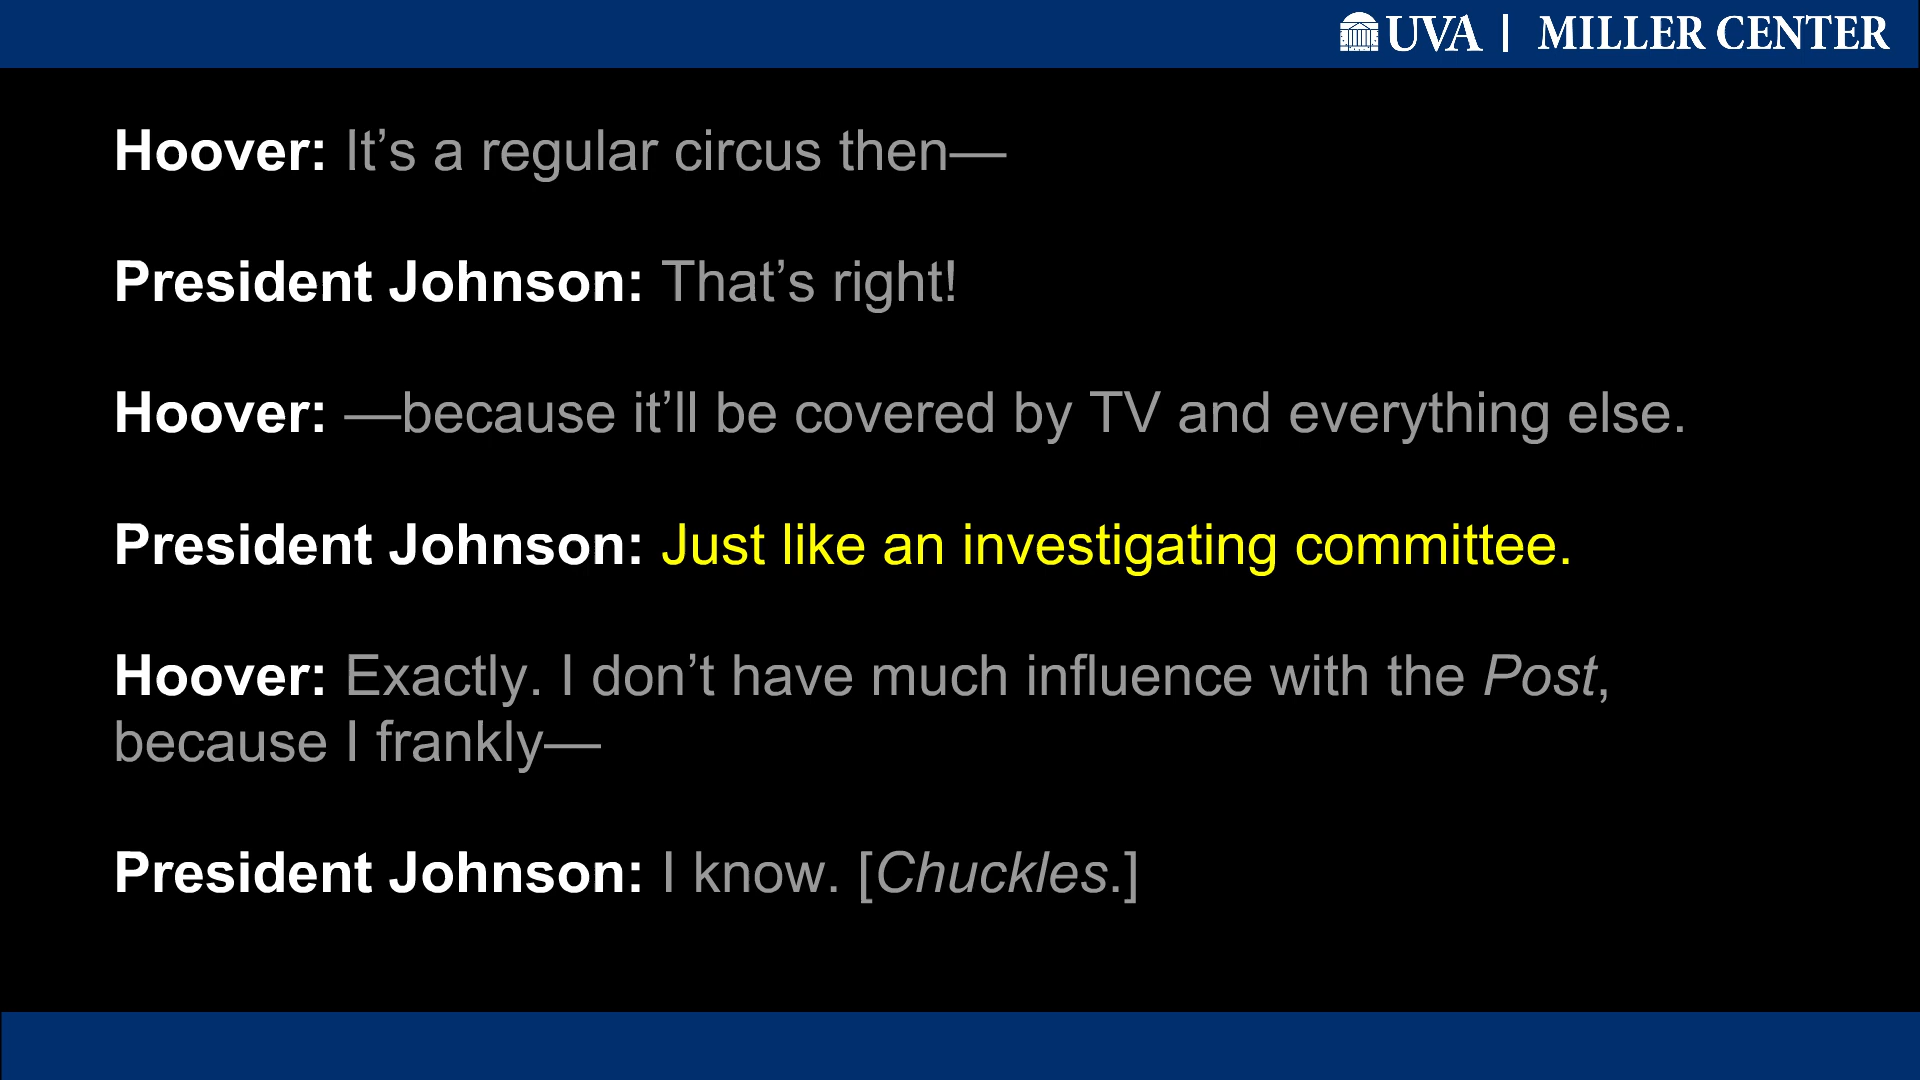 UVA | MILLER CENTER
Hoover: It’s a regular circus then—
President Johnson: That’s right!
Hoover: —because it’ll be covered by TV and everything else.
President Johnson: Just like an investigating committee.
Hoover: Exactly. I don’t have much influence with the Post,
because I frankly—
President Johnson: I know. [Chuckles.]